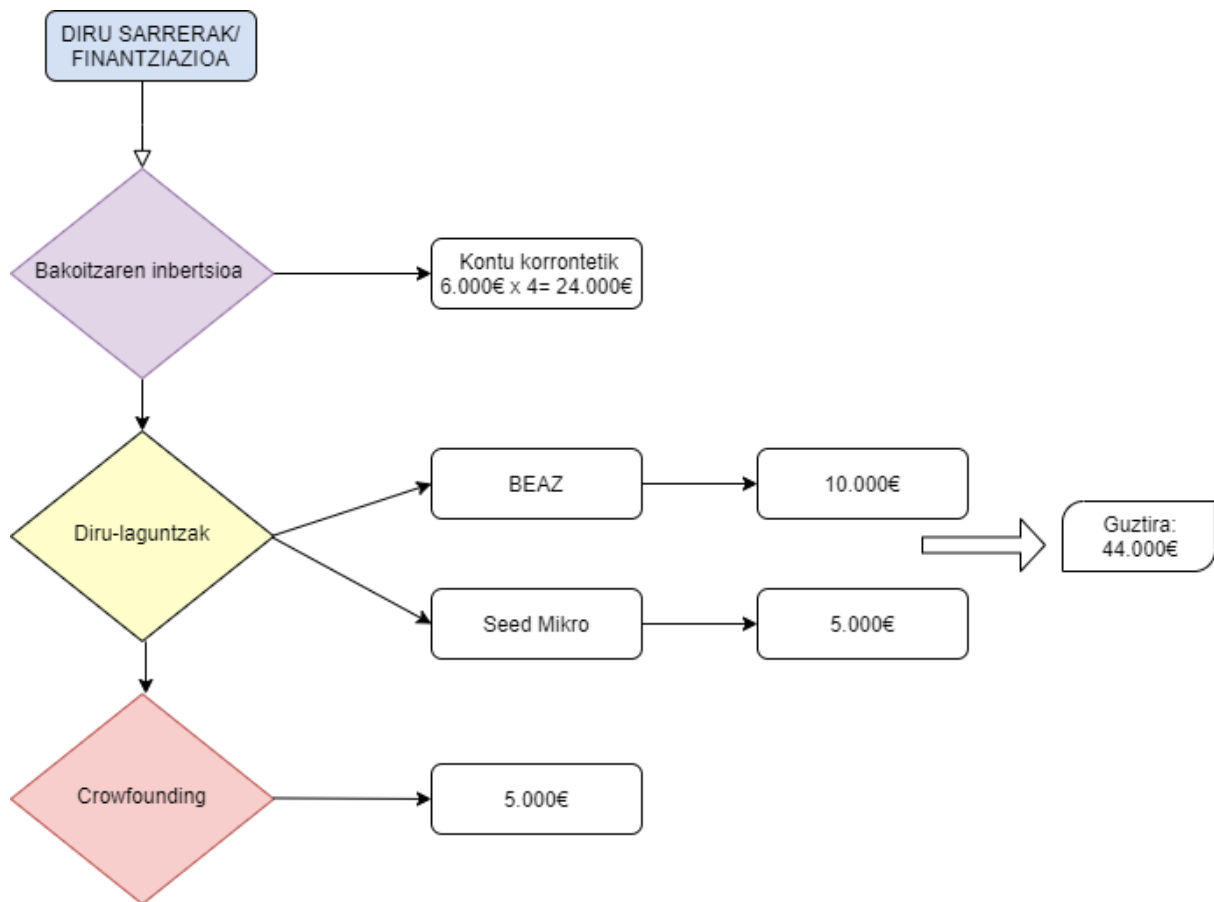 DIRU SARRERAK/
FINANTZIAZIOA
Bakoitzaren inbertsioa
Kontu korrontetik
6.000€ x 4= 24.000€
Diru-laguntzak
BEAZ
10.000€
Seed Mikro
5.000€
Guztira:
44.000€
Crowfounding
5.000€